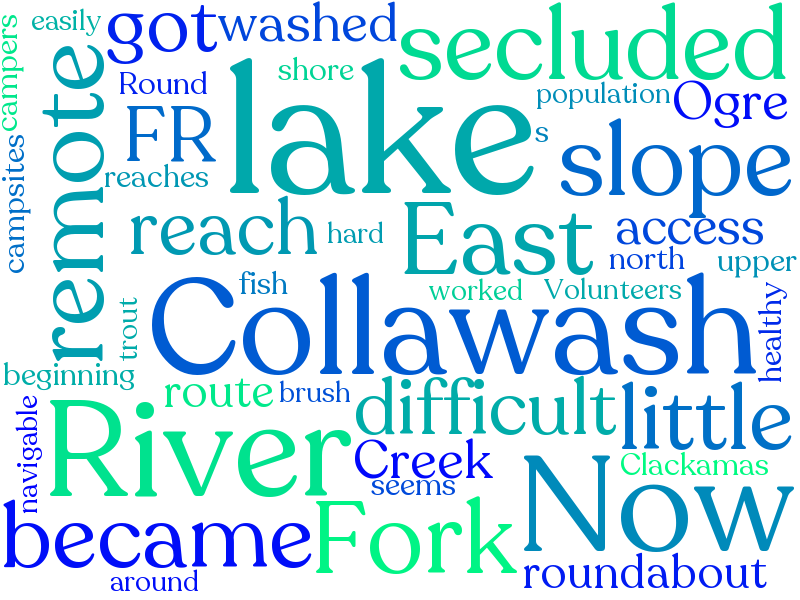 easily
got
washed
secluded
campers
remote
Round
shore
lake
population
Ogre
FR
s
slope
campsites
reaches
reach
hard
East
access
north
upper
fish
worked
Volunteers
Collawash
healthy
trout
beginning
route
brush
difficult
little
navigable
River
Creek
seems
Clackamas
Now
became
Fork
around
roundabout